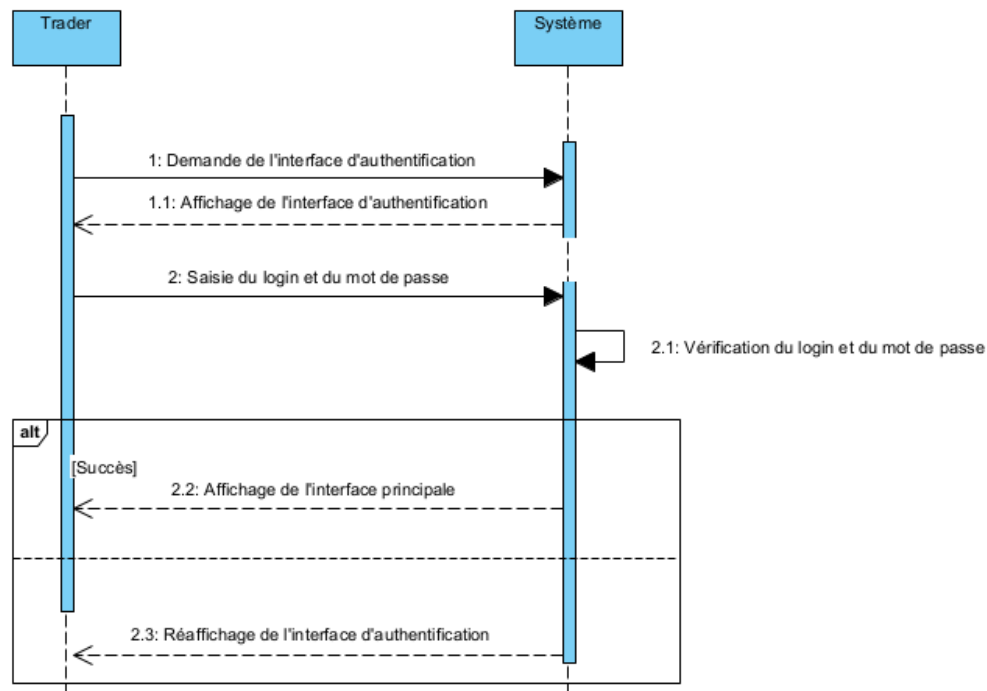 Trader
Système
1: Demande de l'interface d'authentification
1.1: Affichage de l'interface d'authentification
2: Saisie du login et du mot de passe
2.1: Vérification du login et du mot de passe
alt
[Succès]
2.2: Affichage de l'interface principale
2.3: Réaffichage de l'interface d'authentification